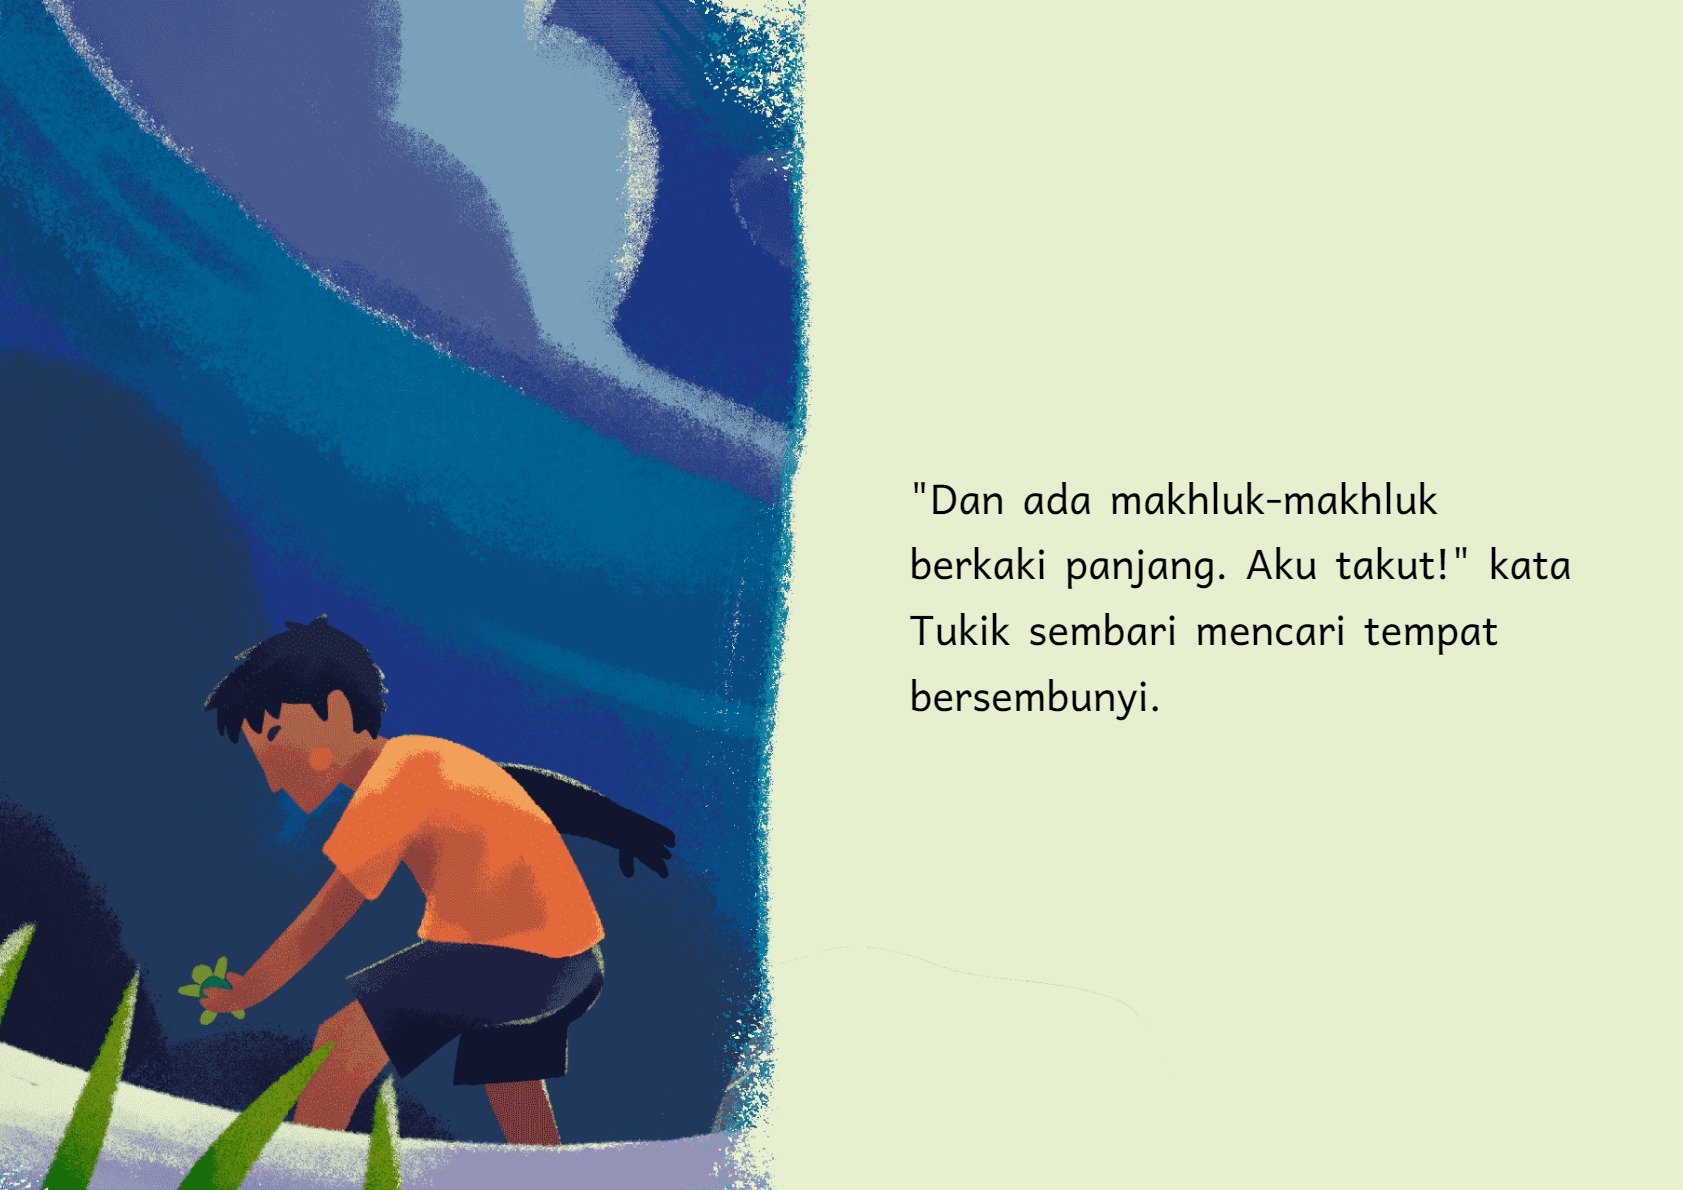 "Dan ada makhluk-makhluk
berkaki panjang. Aku takut!" kata
Tukik sembari mencari tempat
bersembunyi.